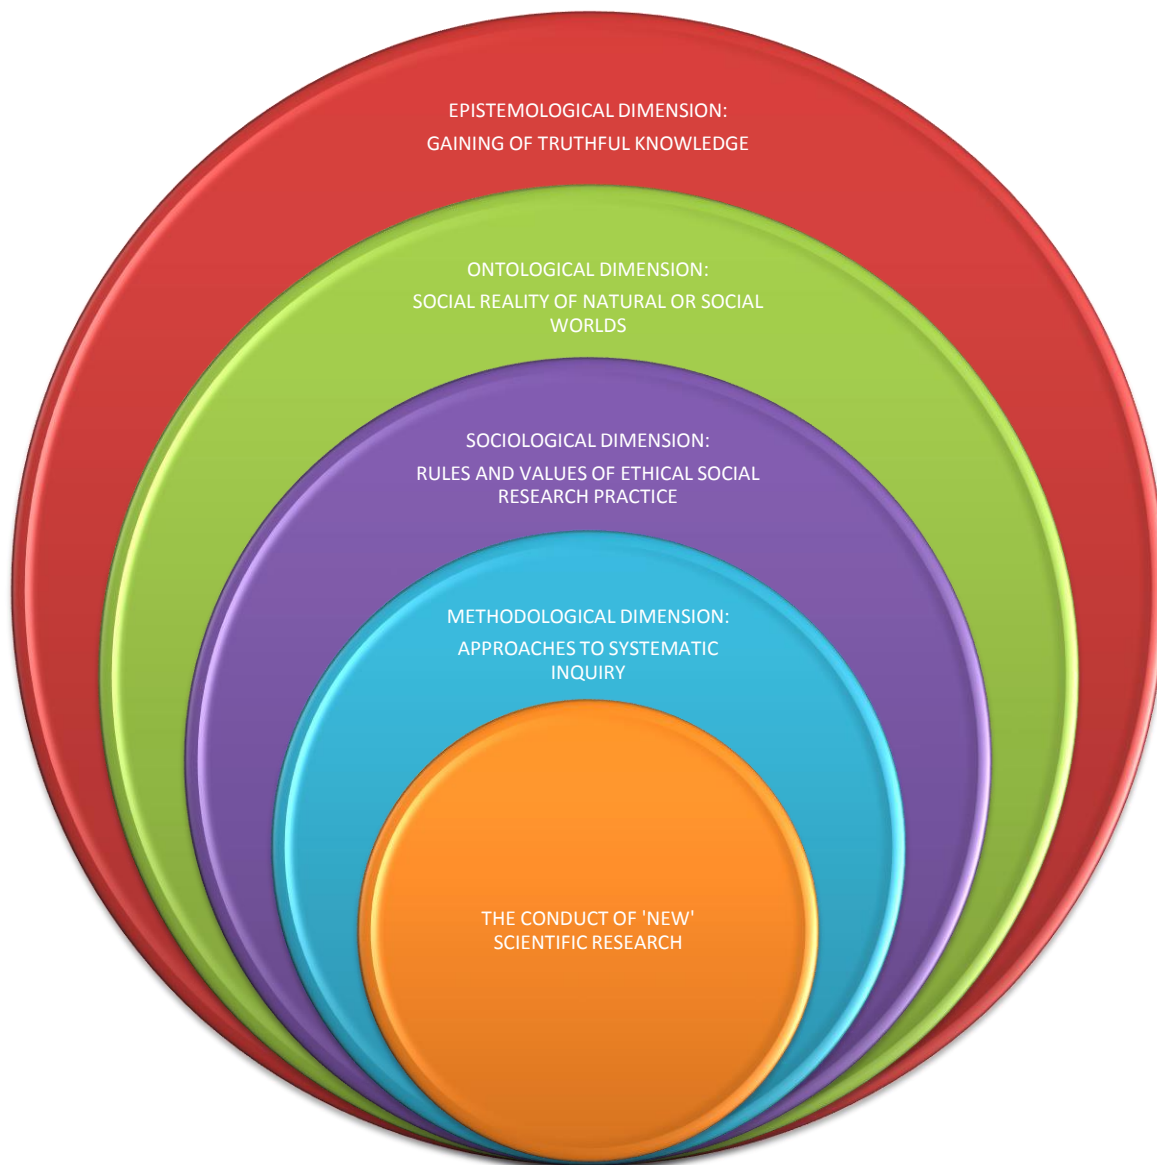 EPISTEMOLOGICAL DIMENSION:
GAINING OF TRUTHFUL KNOWLEDGE
ONTOLOGICAL DIMENSION:
SOCIAL REALITY OF NATURAL OR SOCIAL
WORLDS
SOCIOLOGICAL DIMENSION:
RULES AND VALUES OF ETHICAL SOCIAL
RESEARCH PRACTICE
METHODOLOGICAL DIMENSION:
APPROACHES TO SYSTEMATIC
INQUIRY
THE CONDUCT OF 'NEW'
SCIENTIFIC RESEARCH